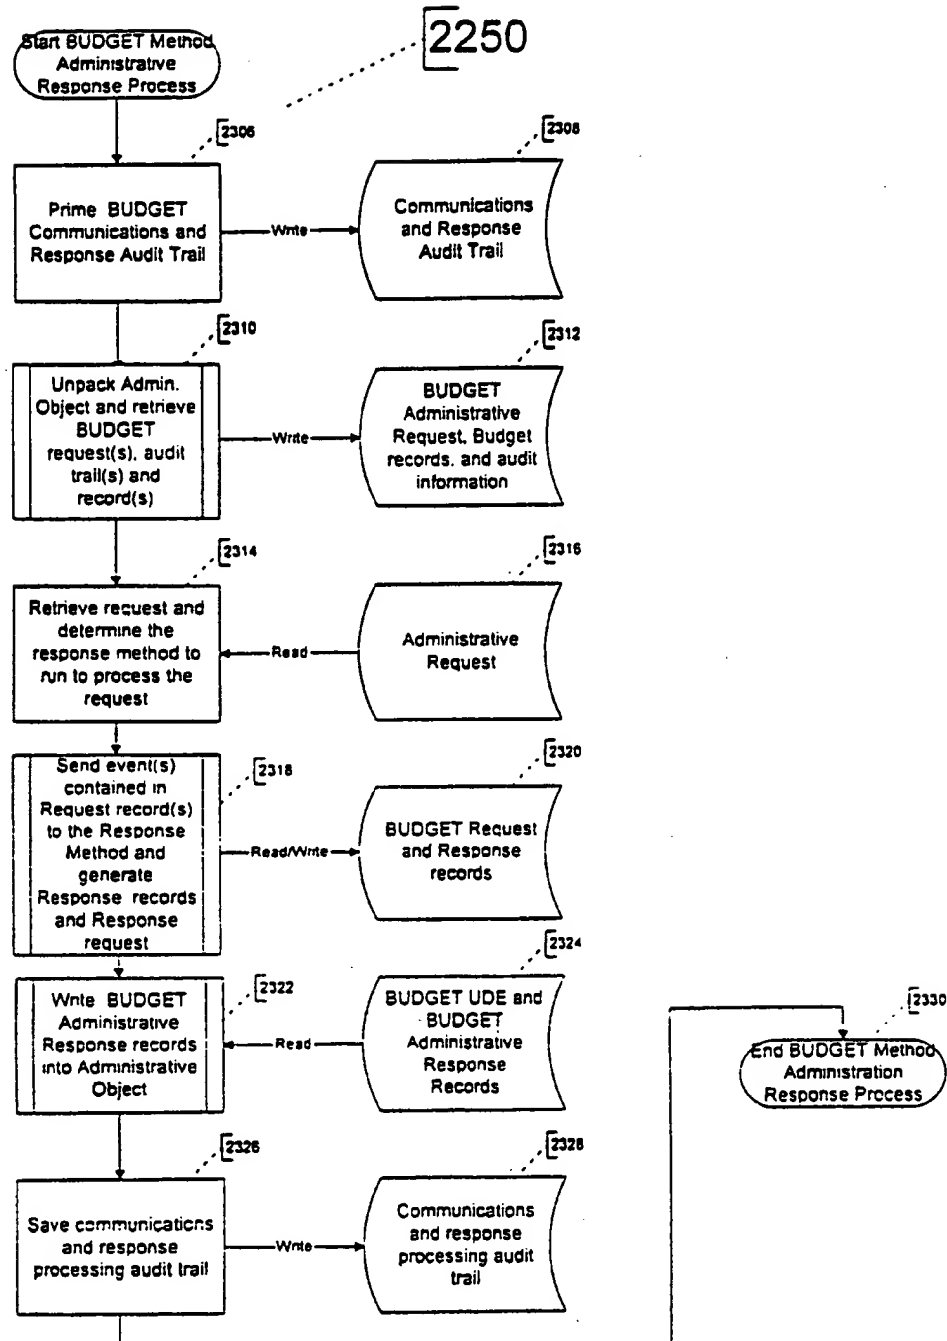 2250
Start BUDGET Method
Administrative
Response Process
2306
2308
Prime BUDGET
Communications and
Response Audit Trail
Write
Communications
and Response
Audit Trail
2310
2312
Unpack Admin.
Object and retrieve
BUDGET
request(s), audit
trail(s) and
record(s)
Write
BUDGET
Administrative
Request, Budget
records, and audit
information
2314
2316
Retrieve request and
determine the
response method to
run to process the
request
Read
Administrative
Request
2318
2320
Send event(s)
contained in
Request record(s)
to the Response
Method and
generate
Response records
and Response
request
Read/Write
BUDGET Request
and Response
records
2322
2324
Write BUDGET
Administrative
Response records
into Administrative
Object
Read
BUDGET UDE and
BUDGET
Administrative
Response
Records
2330
End BUDGET Method
Administration
Response Process
2326
2328
Save communications
and response
processing audit trail
Write
Communications
and response
processing audit
trail